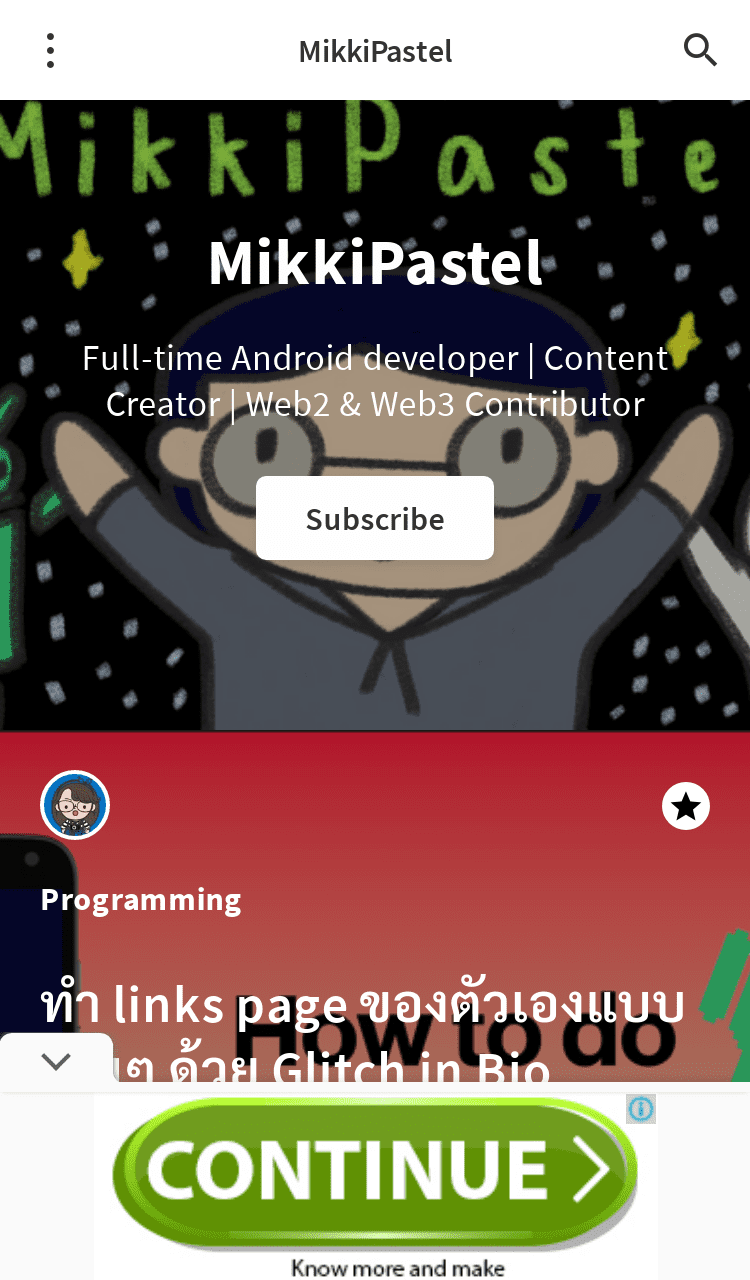 MikkiPastel
MikkiPaste
MikkiPastel
Full-time Android developer | Content
Creator | Web2 & Web3 Contributor
Subscribe
Programming
ทำ links page ของตัวเองแบบ
How to do
ด้วย Glitch in Bio
CONTINUE
Know more and make